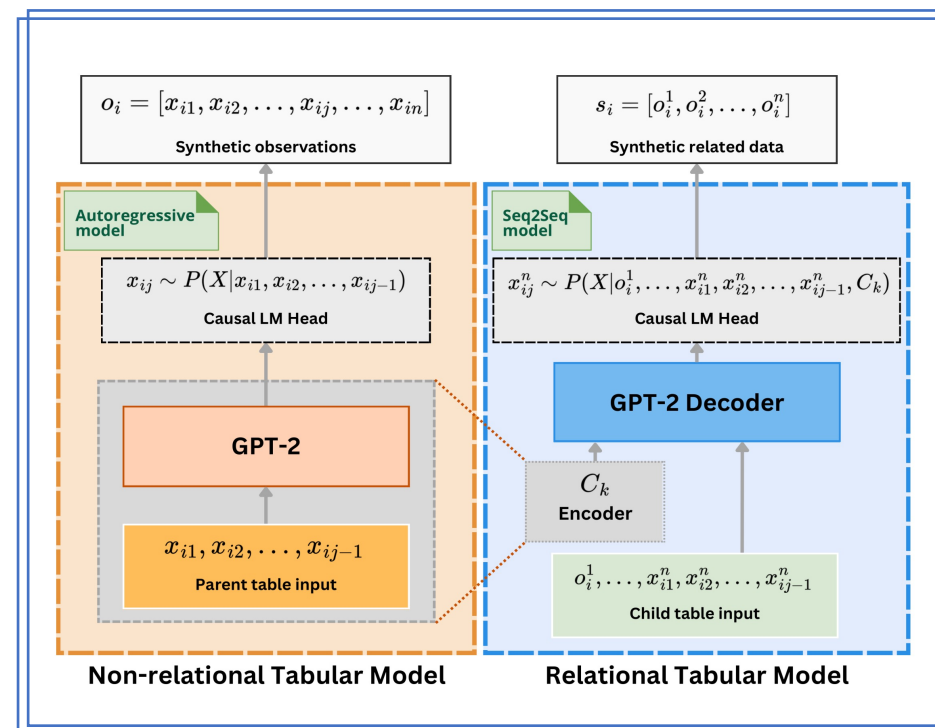 o_i = [x_{i1}, x_{i2}, . . . , x_{ij}, . . . , x_{in}]
Synthetic observations
Autoregressive
model
x_{ij} ∼ P(X|x_{i1}, x_{i2}, . . . , x_{ij−1})
Causal LM Head
GPT-2
x_{i1}, x_{i2}, . . . , x_{ij−1}
Parent table input
Non-relational Tabular Model
s_i = [o_i^1, o_i^2, . . . , o_i^n]
Synthetic related data
Seq2Seq
model
x_{ij}^n ∼ P(X|o_i^1, . . . , x_{i1}^n, x_{i2}^n, . . . , x_{ij−1}^n, C_k)
Causal LM Head
GPT-2 Decoder
C_k
Encoder
o_i^1, . . . , x_{i1}^n, x_{i2}^n, . . . , x_{ij−1}^n
Child table input
Relational Tabular Model